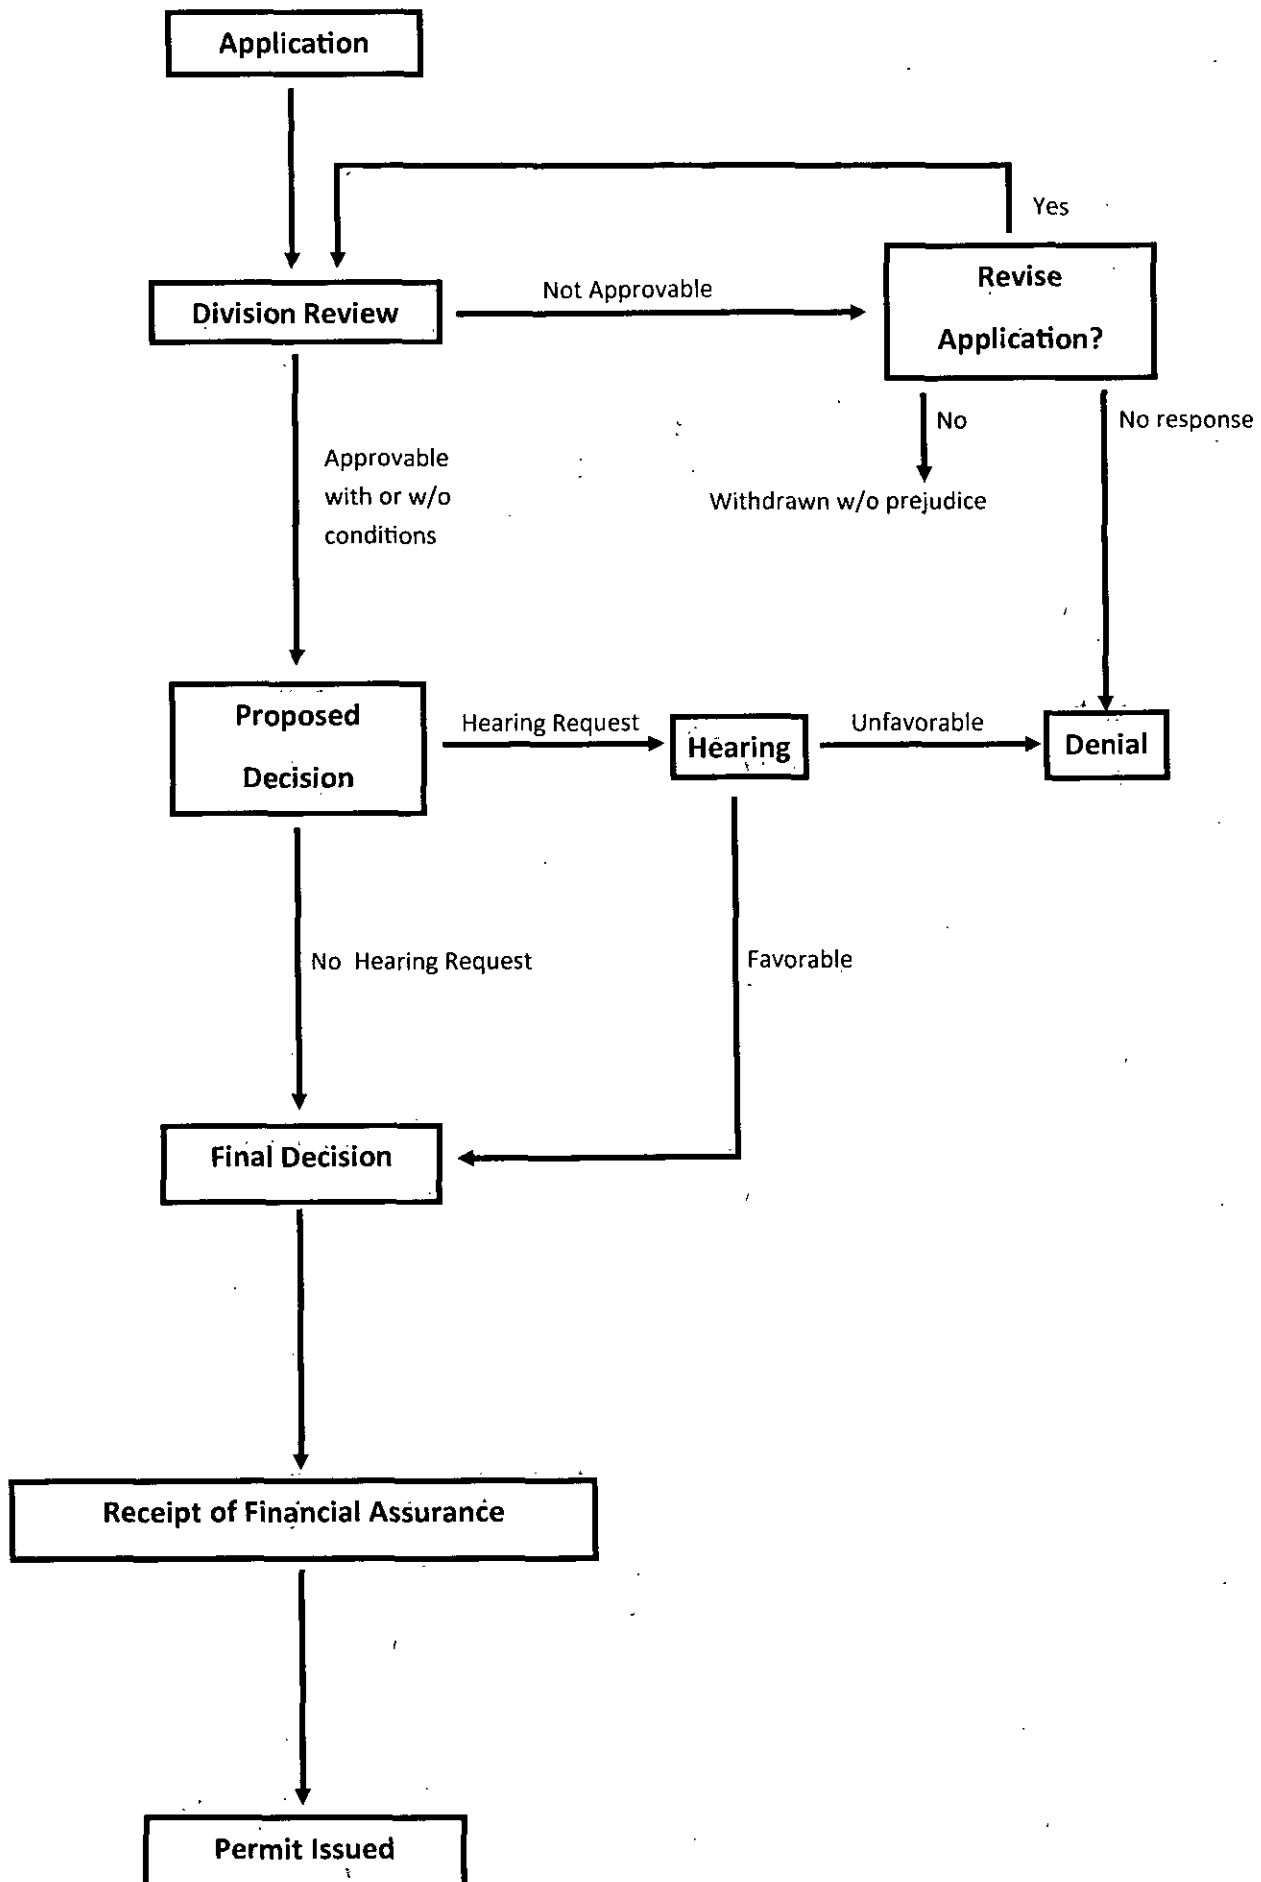 Application
Yes
Revise
Application?
Division Review
Not Approvable
No
No response
Approvable
with or w/o
conditions
Withdrawn w/o prejudice
Proposed
Decision
Hearing Request
Hearing
Unfavorable
Denial
No Hearing Request
Favorable
Final Decision
Receipt of Financial Assurance
Permit Issued